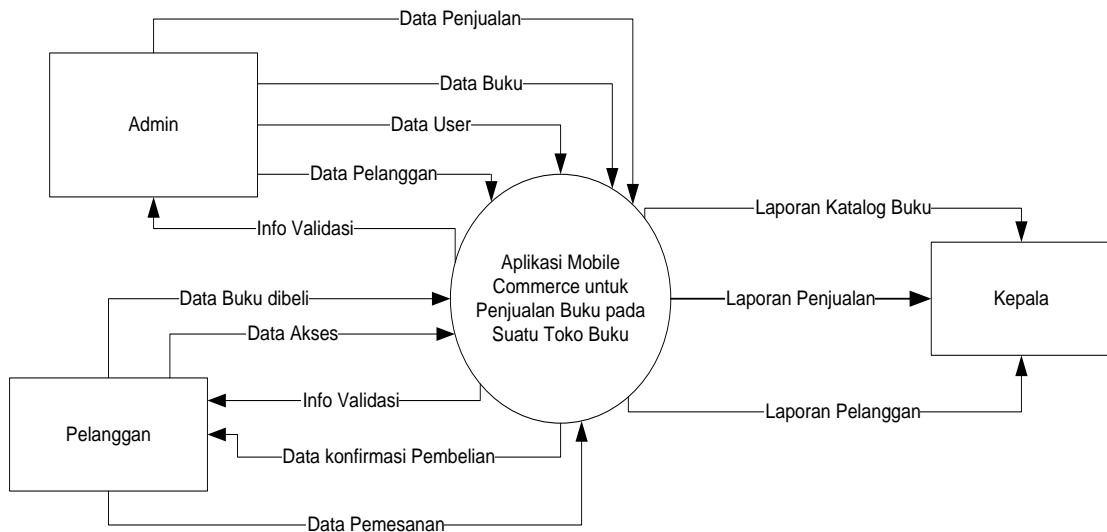 Data Penjualan
Data Buku
Admin
Data User
Data Pelanggan
Info Validasi
Laporan Katalog Buku
Aplikasi Mobile
Commerce untuk
Penjualan Buku pada
Suatu Toko Buku
Data Buku dibeli
Laporan Penjualan
Kepala
Data Akses
Info Validasi
Laporan Pelanggan
Pelanggan
Data konfirmasi Pembelian
Data Pemesanan